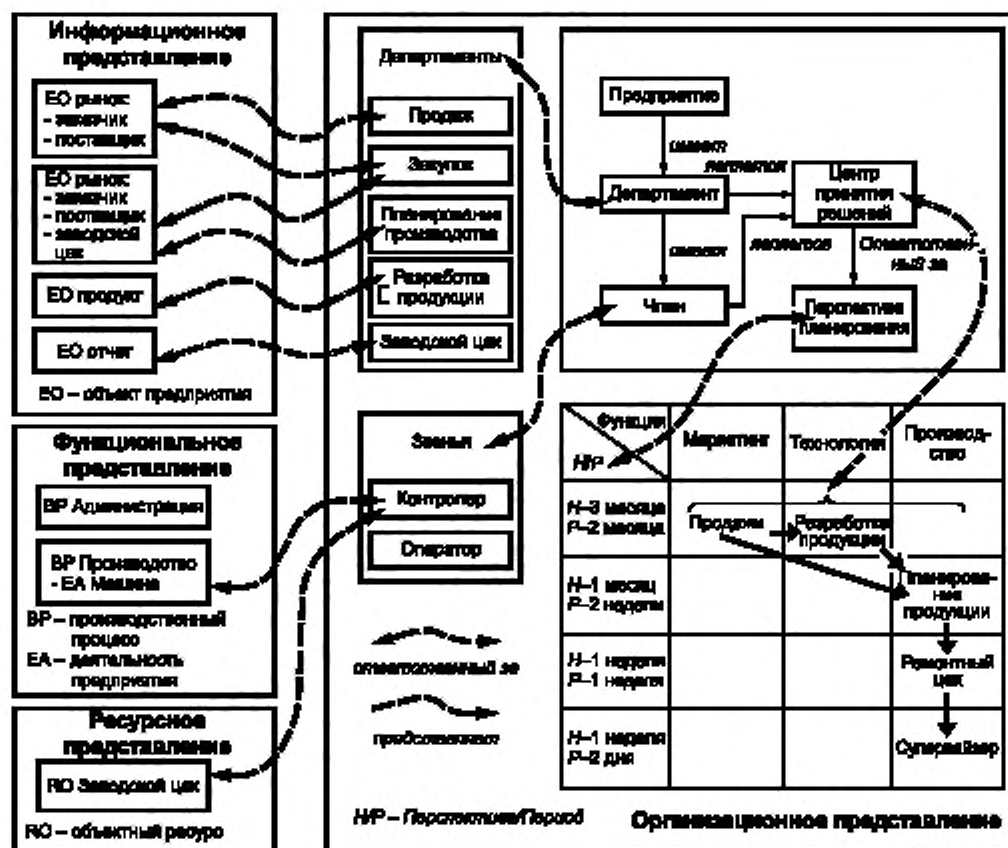 Информационное
представление
ЕО рынок:
- заказчик
- поставщик
ЕО рынок:
- заказчик
- поставщик
- заводской
цех
ЕО продукт
ЕО отчет
ЕО – объект предприятия
Функциональное
представление
ВР Администрация
ВР Производство
- ЕА Машина
ВР – производственный
процесс
ЕА – деятельность
предприятия
Ресурсное
представление
RO Заводской цех
RO – объектный ресурс
Департаменты
Продаж
Закупок
Планирование
производства
Разработка
продукции
Заводской цех
Звенья
Контролер
Оператор
ответственный за
представляет
H/P – Перспектива/Период
Предприятие
имеет
является
Департамент
Центр
принятия
решений
имеет
является
Ответствен-
ный за
Член
планирования
Функция
H/P
Маркетинг
Технология
Производ-
ство
H–3 месяца
P–2 месяца
Продажи
Разработка
продукции
H–1 месяц
P–2 недели
Планирова-
ние
продукции
H–1 неделя
P–1 неделя
Ремонтный
цех
H–1 неделя
P–2 дня
Супервайзер
Организационное представление